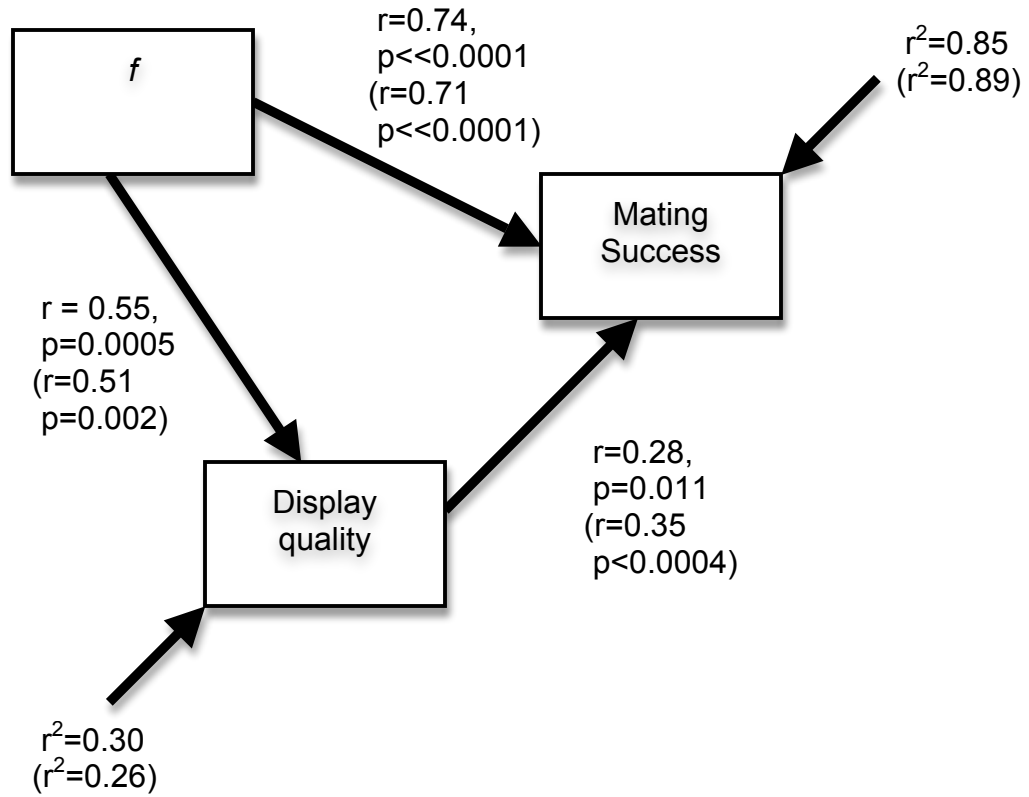 f
r=0.74,
p<<0.0001
(r=0.71
p<<0.0001)
r²=0.85
(r²=0.89)
Mating
Success
r = 0.55,
p=0.0005
(r=0.51
p=0.002)
r=0.28,
p=0.011
(r=0.35
p<0.0004)
Display
quality
r²=0.30
(r²=0.26)